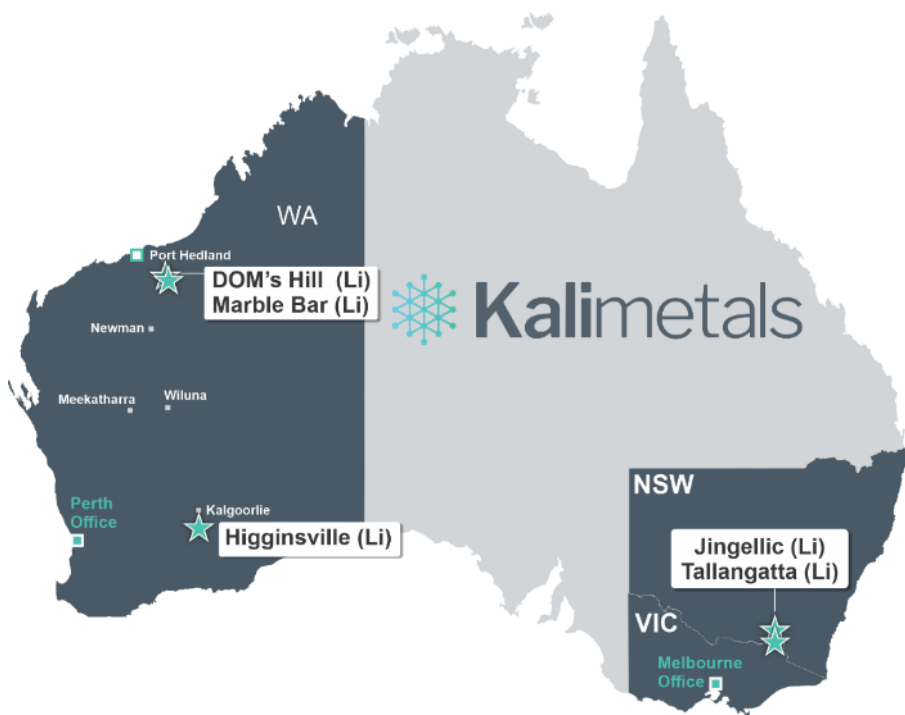 WA
Port Hedland
DOM's Hill (Li)
Marble Bar (Li)
Kalimetals
Newman
Meekatharra
Wiluna
Perth
Office
Kalgoorlie
Higginsville (Li)
NSW
Jingellic (Li)
Tallangatta (Li)
VIC
Melbourne
Office